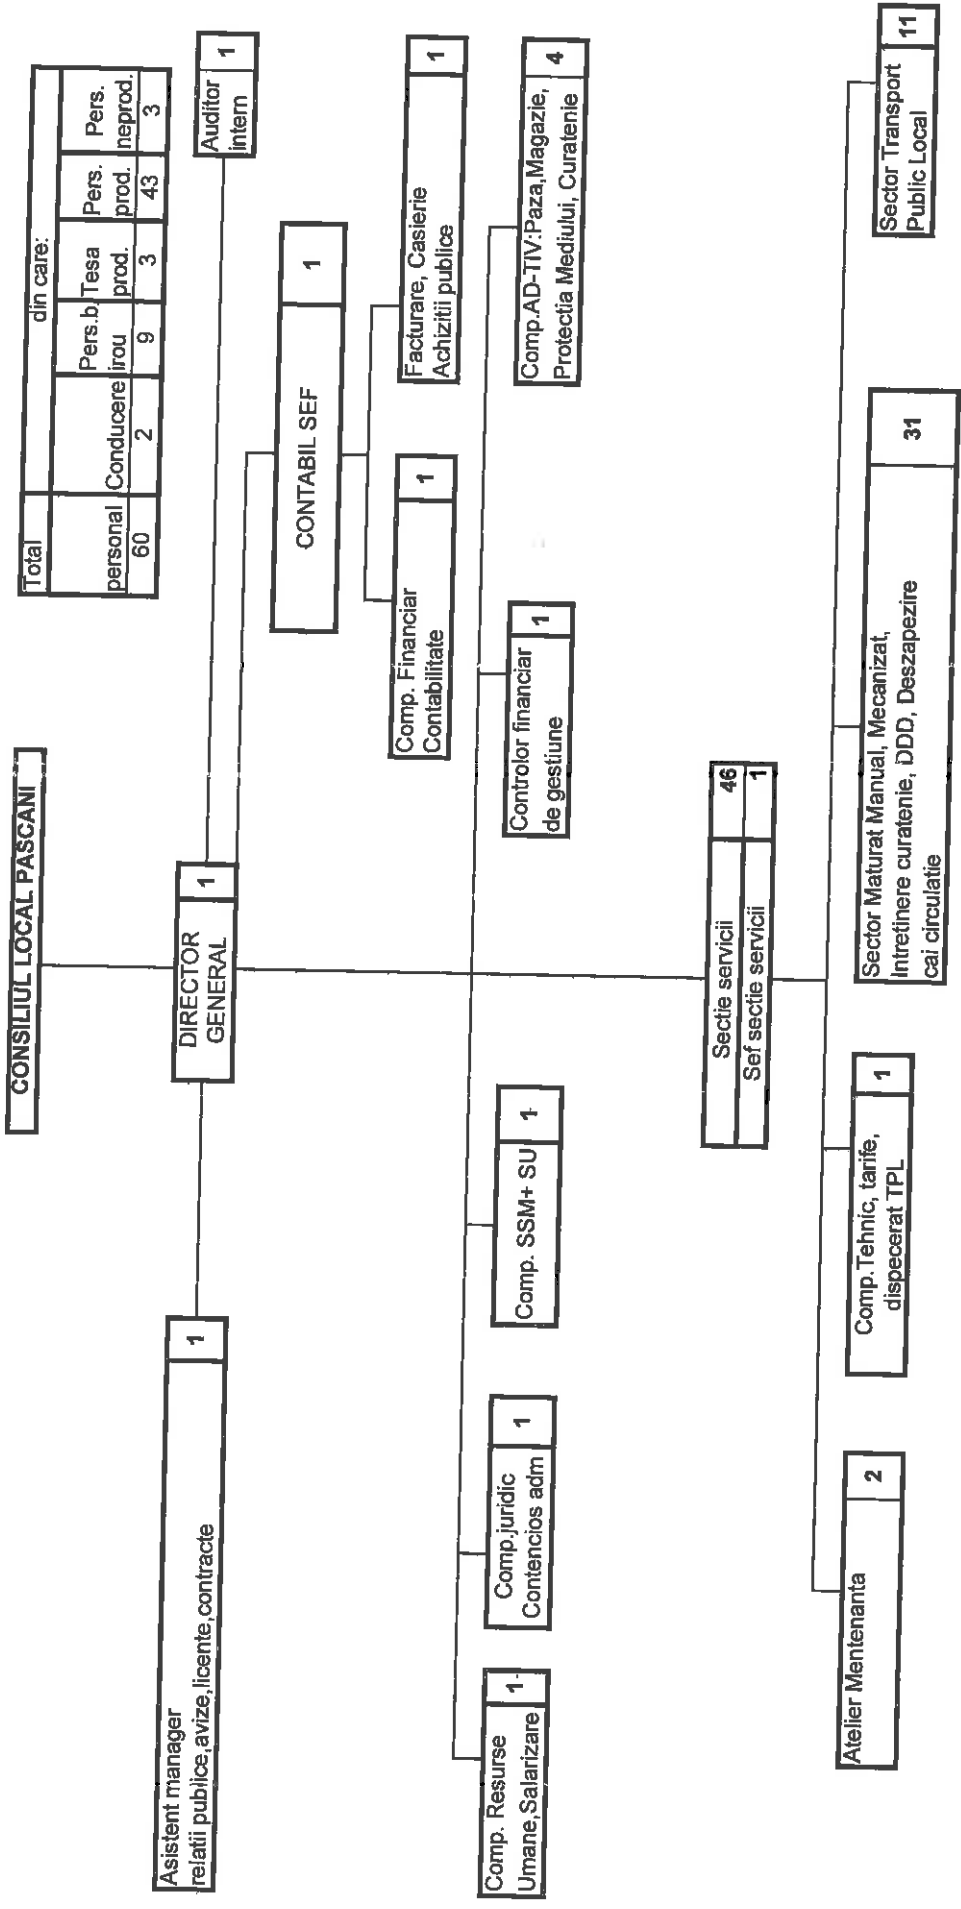 CONSILIUL LOCAL PASCANI
Total
din care:
personal
Conducere
Pers.b
irou
Tesa
prod.
Pers.
prod.
Pers.
neprod.
60
2
9
3
43
3
Asistent manager
relatii publice,avize,licente,contracte
1
DIRECTOR
GENERAL
1
Auditor
intern
1
CONTABIL SEF
1
Comp. Financiar
Contabilitate
1
Facturare, Casierie
Achizitii publice
1
Comp. Resurse
Umane,Salarizare
1
Comp.juridic
Contencios adm
1
Comp. SSM+ SU
1
Controlor financiar
de gestiune
1
Comp.AD-TIV:Paza,Magazie,
Protectia Mediului, Curatenie
4
Sectie servicii
46
Sef sectie servicii
1
Atelier Mentenanta
2
Comp.Tehnic, tarife,
dispecerat TPL
1
Sector Maturat Manual, Mecanizat,
Intretinere curatenie, DDD, Deszapezire
cai circulatie
31
Sector Transport
Public Local
11